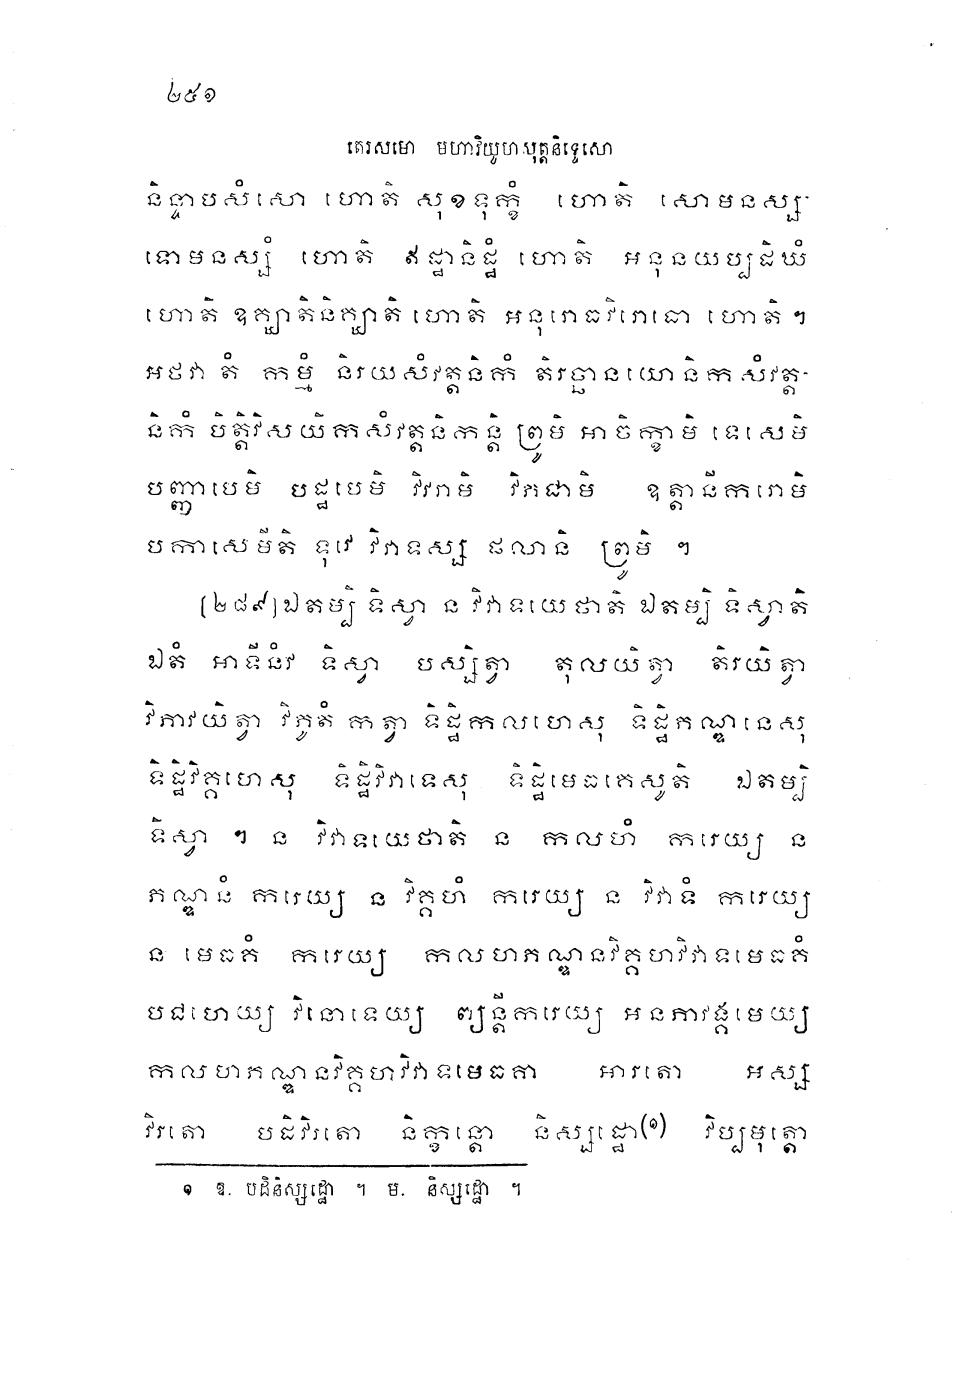 ២៥១
តេរសមោ មហាវិយូហសុត្តនិទ្ទេសោ
និន្ទាបសំសោ ហោតិ សុខទុក្ខំ ហោតិ សោមនស្ស-
ទោមនស្សំ ហោតិ ឥដ្ឋានិដ្ឋំ ហោតិ អនុនយប្បដិឃំ
ហោតិ ឧគ្ឃាតិនិគ្ឃាតិ ហោតិ អនុរោធវិរោធោ ហោតិ ។
អថវា តំ កម្មំ និរយសំវត្តនិកំ តិរច្ឆានយោនិកសំវត្ត-
និកំ បិត្តិវិសយិកសំវត្តនិកន្តិ ព្រូមិ អាចិក្ខាមិ ទេសេមិ
បញ្ញាបេមិ បដ្ឋបេមិ វិវរាមិ វិភជាមិ ឧត្តានីករោមិ
បកាសេមីតិ ទុវេ វិវាទស្ស ផលានិ ព្រូមិ ។
[២៨៩] ឯតម្បិ ទិស្វា ន វិវាទយេថាតិ ឯតម្បិ ទិស្វាតិ
ឯតំ អាទីនំវ ទិស្វា បស្សិត្វា តុលយិត្វា តិរយិត្វា
វិភាវយិត្វា វិភូតំ កត្វា ទិដ្ឋិកលហេសុ ទិដ្ឋិភណ្ឌនេសុ
ទិដ្ឋិវិគ្គហេសុ ទិដ្ឋិវិវាទេសុ ទិដ្ឋិមេធកេសូតិ ឯតម្បិ
ទិស្វា ។ ន វិវាទយេថាតិ ន កលហំ ករេយ្យ ន
ភណ្ឌនំ ករេយ្យ ន វិគ្គហំ ករេយ្យ ន វិវាទំ ករេយ្យ
ន មេធកំ ករេយ្យ កលហភណ្ឌនវិគ្គហវិវាទមេធកំ
បជហេយ្យ វិនោទេយ្យ ព្យន្តីករេយ្យ អនភាវង្គមេយ្យ
កលហភណ្ឌនវិគ្គហវិវាទមេធកា អារតោ អស្ស
វិរតោ បដិវិរតោ និក្ខន្តោ និស្សដ្ឋោ(១) វិប្បមុត្តោ
១ ឱ. បដិនិស្សដ្ឋោ ។ ម. និស្សដ្ឋោ ។